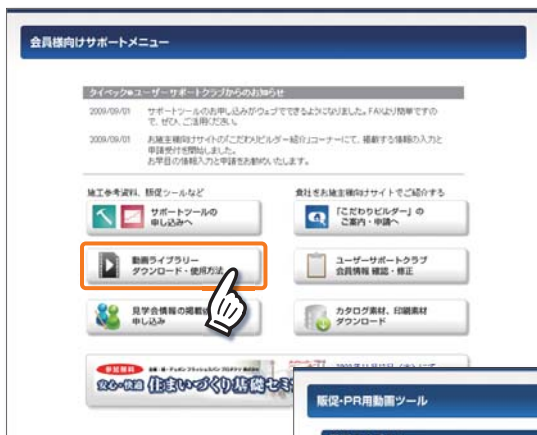 会員様向けサポートメニュー
タイベック®ユーザーサポートクラブからのお知らせ
2009/09/01 サポートツールのお申し込みがウェブでできるようになりました。FAXより簡単ですの
で、ぜひ、ご活用ください。
2009/09/01 お施主様向けサイトの「こだわりビルダー紹介」コーナーにて、掲載する情報の入力と
申請受付を開始しました。
お早目の情報入力と申請をお勧めいたします。
施工参考資料、販促ツールなど
貴社をお施主様向けサイトでご紹介する
サポートツールの
申し込みへ
「こだわりビルダー」の
ご案内・申請へ
動画ライブラリー
ダウンロード・使用方法
ユーザーサポートクラブ
会員情報 確認・修正
見学会情報の掲載
申し込み
カタログ素材、印刷素材
ダウンロード
参加無料
安心・快適 住まいづくり基礎セミ
販促・PR用動画ツール